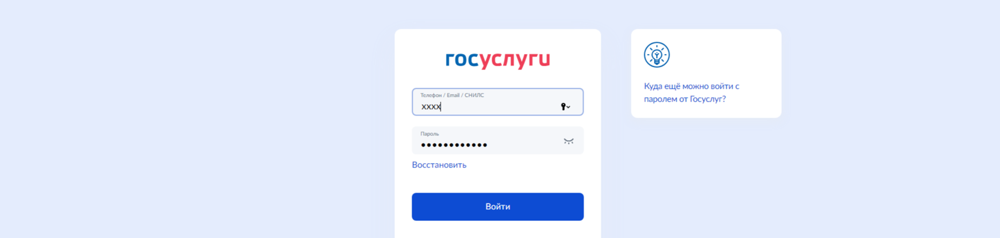 госуслуги
Телефон / Email / СНИЛС
xxxx
Пароль
••••••••••••
Восстановить
Войти
Куда ещё можно войти с
паролем от Госуслуг?